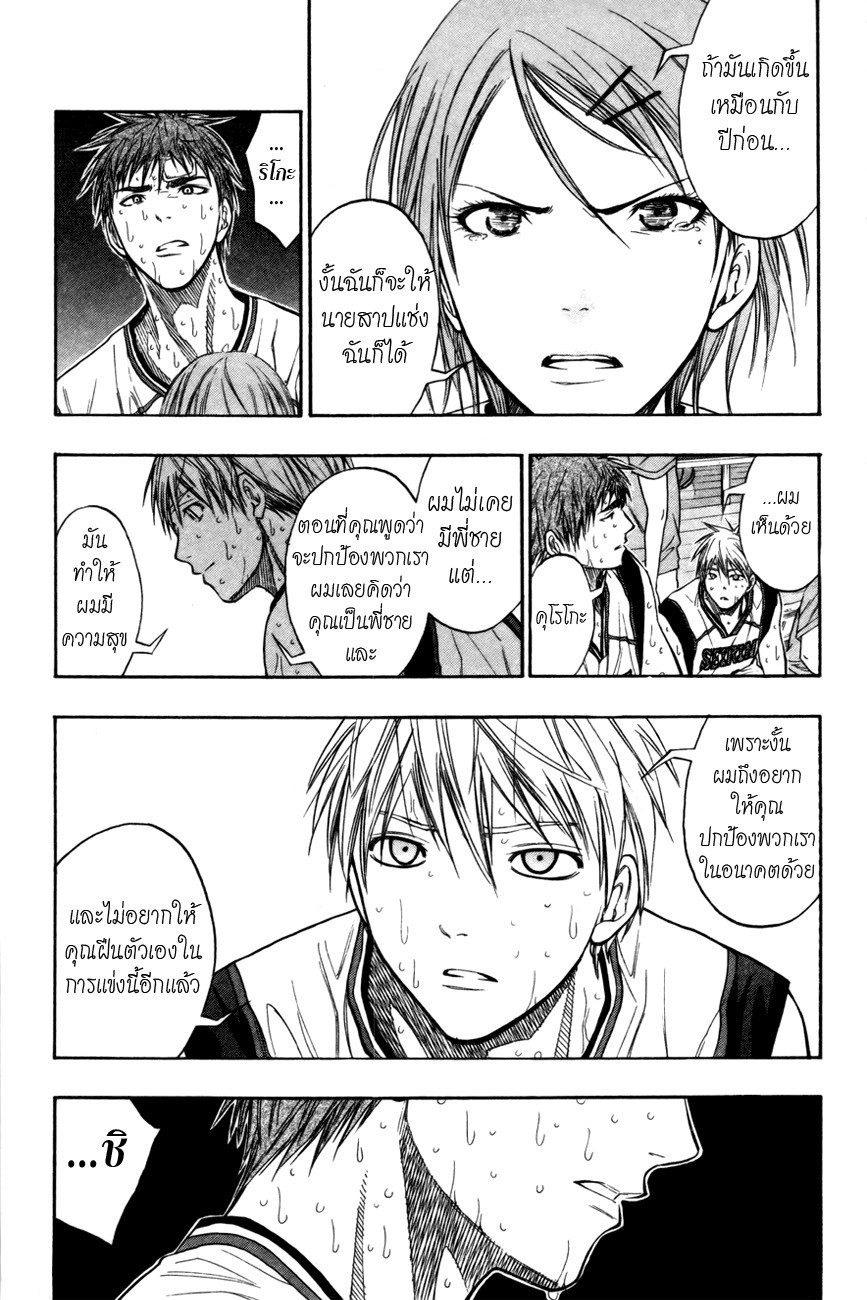 ถ้ามันเกิดขึ้น
เหมือนกับ
ปีก่อน...
งั้นฉันก็จะให้
นายสาปแช่ง
ฉันก็ได้
...
ริโกะ
...
...ผม
เห็นด้วย
คุโรโกะ
ผมไม่เคย
มีพี่ชาย
แต่...
ตอนที่คุณพูดว่า
จะปกป้องพวกเรา
ผมเลยคิดว่า
คุณเป็นพี่ชาย
และ
มัน
ทำให้
ผมมี
ความสุข
SEIRIN
เพราะงั้น
ผมถึงอยาก
ให้คุณ
ปกป้องพวกเรา
ในอนาคตด้วย
และไม่อยากให้
คุณฝืนตัวเองใน
การแข่งนี้อีกแล้ว
...ชิ